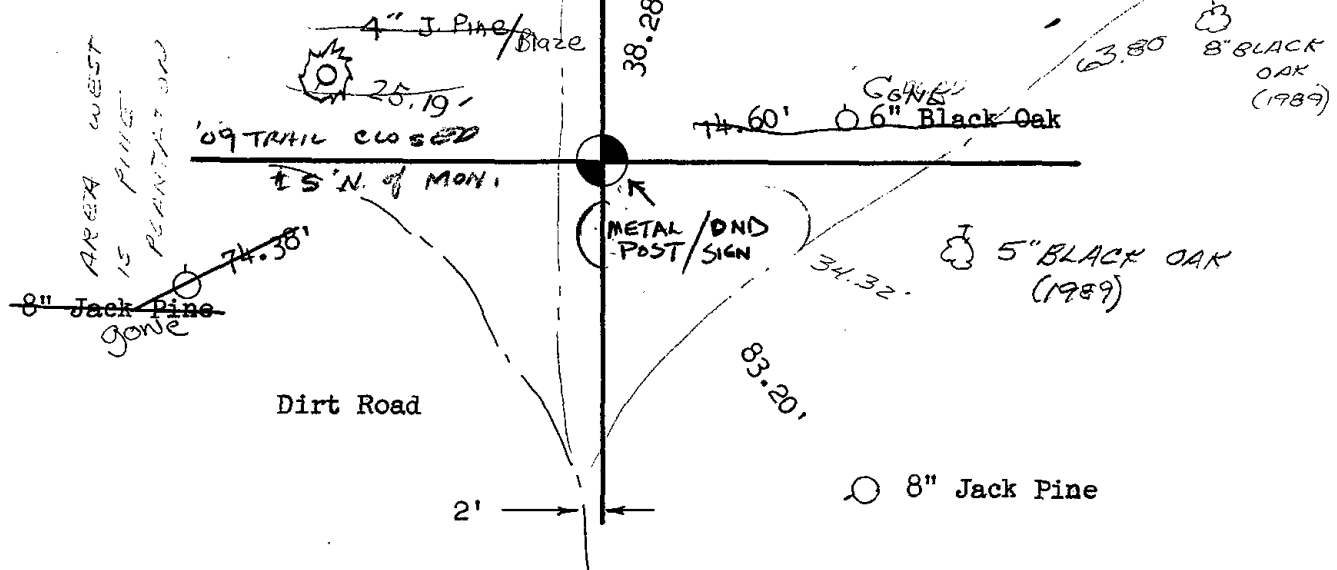 4" J. Pine/Blaze
25.19'
38.28
63.80
8" BLACK
OAK
(1989)
GONE
74.60' 6" Black Oak
'09 TRAIL CLOSED
±5' N. of MON.
AREA WEST
IS PINE
PLANTATION
METAL POST / DND SIGN
74.38'
8" Jack Pine
gone
34.32'
5" BLACK OAK
(1989)
83.20'
Dirt Road
2'
8" Jack Pine